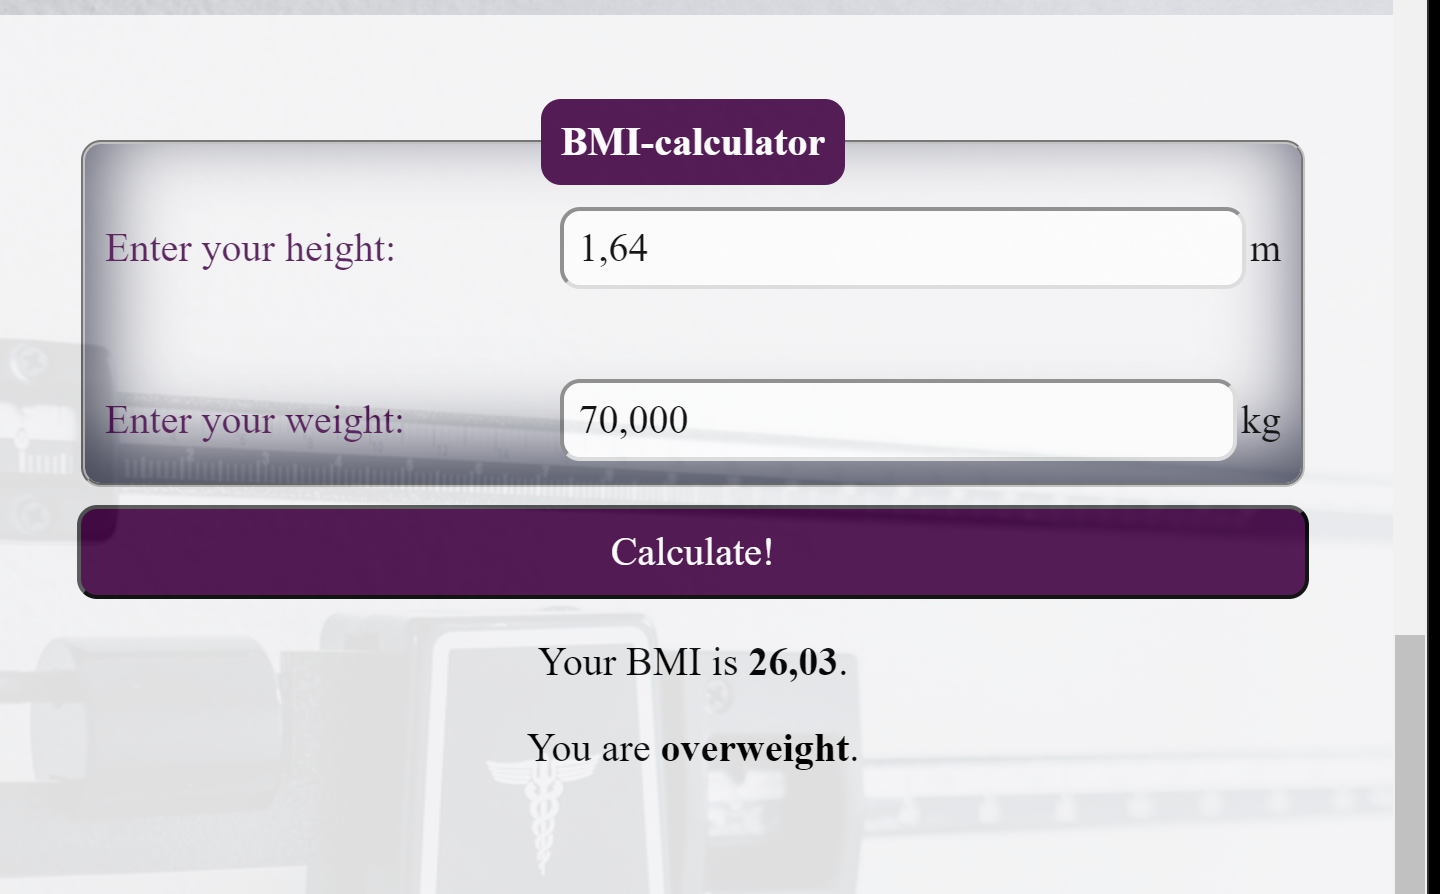 BMI-calculator
Enter your height: 1,64 m
Enter your weight: 70,000 kg
Calculate!
Your BMI is 26,03.
You are overweight.